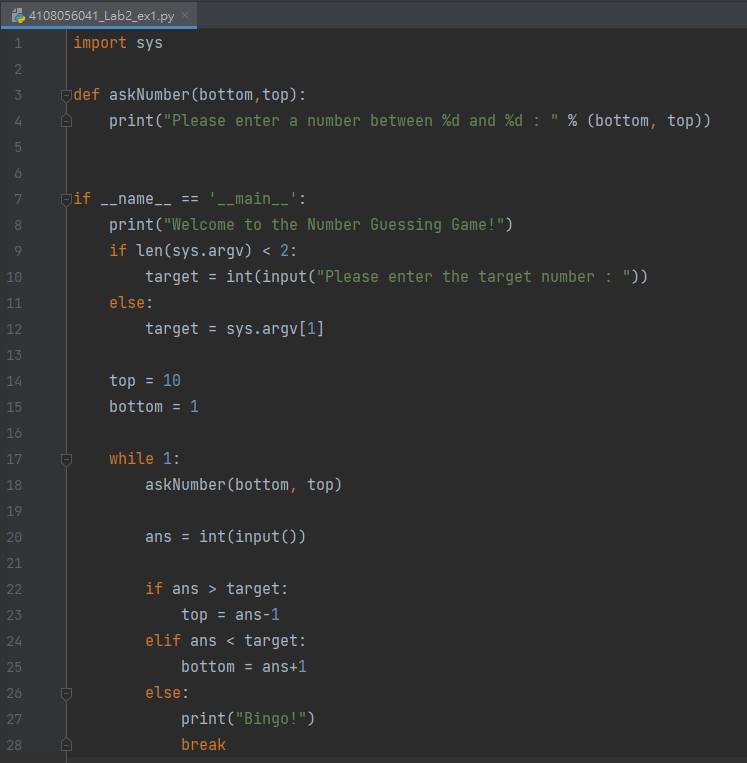 4108056041_Lab2_ex1.py
1 import sys
2
3 def askNumber(bottom,top):
4     print("Please enter a number between %d and %d : " % (bottom, top))
5
6
7 if __name__ == '__main__':
8     print("Welcome to the Number Guessing Game!")
9     if len(sys.argv) < 2:
10         target = int(input("Please enter the target number : "))
11     else:
12         target = sys.argv[1]
13
14     top = 10
15     bottom = 1
16
17     while 1:
18         askNumber(bottom, top)
19
20         ans = int(input())
21
22         if ans > target:
23             top = ans-1
24         elif ans < target:
25             bottom = ans+1
26         else:
27             print("Bingo!")
28             break